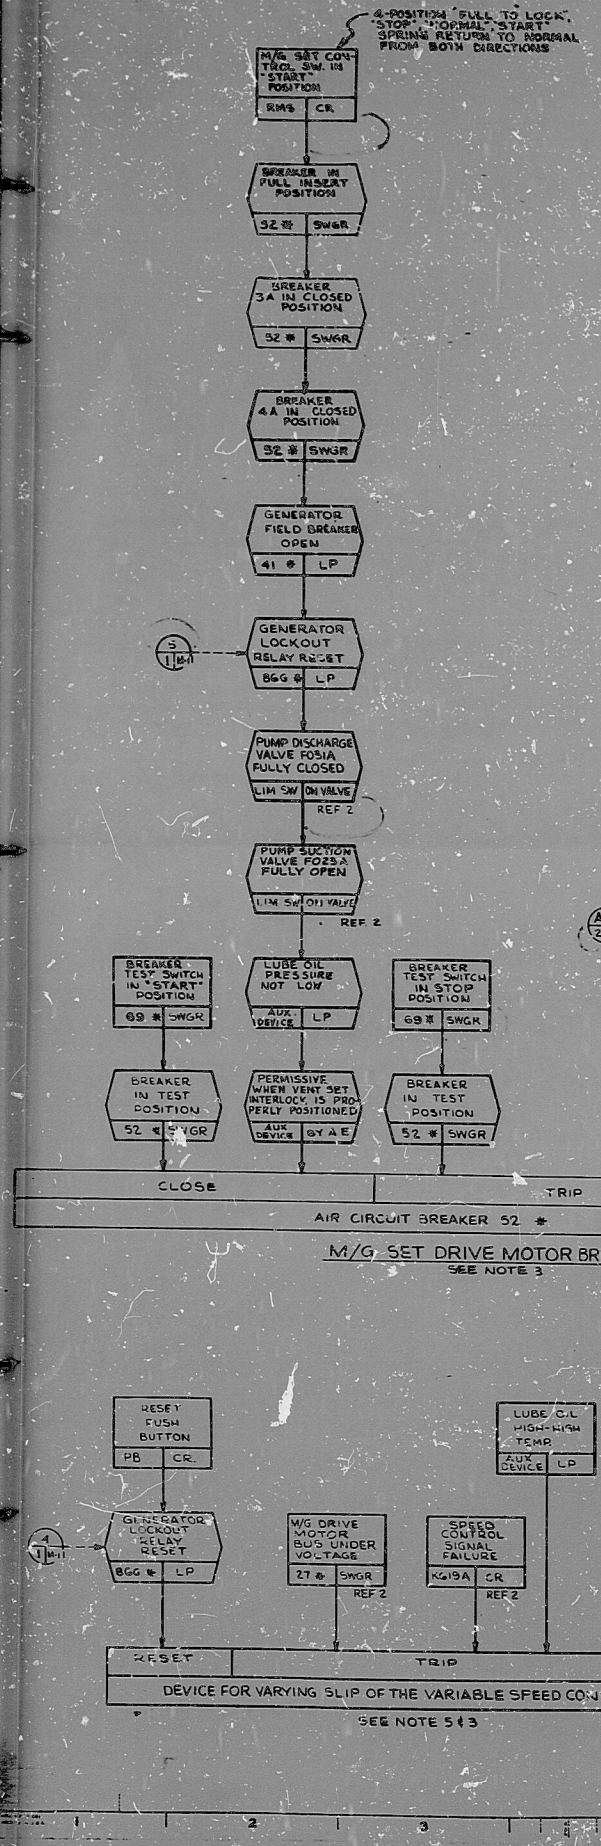 4-POSITION "PULL TO LOCK",
"STOP", "NORMAL", "START"
SPRING RETURN TO NORMAL
FROM BOTH DIRECTIONS
M/G SET CON-
TROL SW. IN
"START"
POSITION
RMS CR
BREAKER IN
FULL INSERT
POSITION
52 * SWGR
BREAKER
3A IN CLOSED
POSITION
52 * SWGR
BREAKER
4A IN CLOSED
POSITION
52 * SWGR
GENERATOR
FIELD BREAKER
OPEN
41 * LP
5
1
GENERATOR
LOCKOUT
RELAY RESET
86G * LP
PUMP DISCHARGE
VALVE F031A
FULLY CLOSED
LIM SW ON VALVE
REF 2
PUMP SUCTION
VALVE F023A
FULLY OPEN
LIM SW ON VALVE
REF. 2
A
2
BREAKER
TEST SWITCH
IN "START"
POSITION
69 * SWGR
LUBE OIL
PRESSURE
NOT LOW
AUX.
DEVICE LP
BREAKER
TEST SWITCH
IN STOP
POSITION
69 * SWGR
BREAKER
IN TEST
POSITION
52 * SWGR
PERMISSIVE
WHEN VENT SET
INTERLOCK, IS PRO-
PERLY POSITIONED
AUX
DEVICE BY A E
BREAKER
IN TEST
POSITION
52 * SWGR
CLOSE TRIP
AIR CIRCUIT BREAKER 52 *
M/G SET DRIVE MOTOR BR
SEE NOTE 3
RESET
PUSH
BUTTON
PB CR.
LUBE OIL
HIGH-HIGH
TEMP
AUX
DEVICE LP
4
1
GENERATOR
LOCKOUT
RELAY
RESET
86G * LP
M/G DRIVE
MOTOR
BUS UNDER
VOLTAGE
27 * SWGR
REF 2
SPEED
CONTROL
SIGNAL
FAILURE
K619A CR
REF 2
RESET TRIP
DEVICE FOR VARYING SLIP OF THE VARIABLE SPEED CON
SEE NOTE 5 & 3
1 2 3